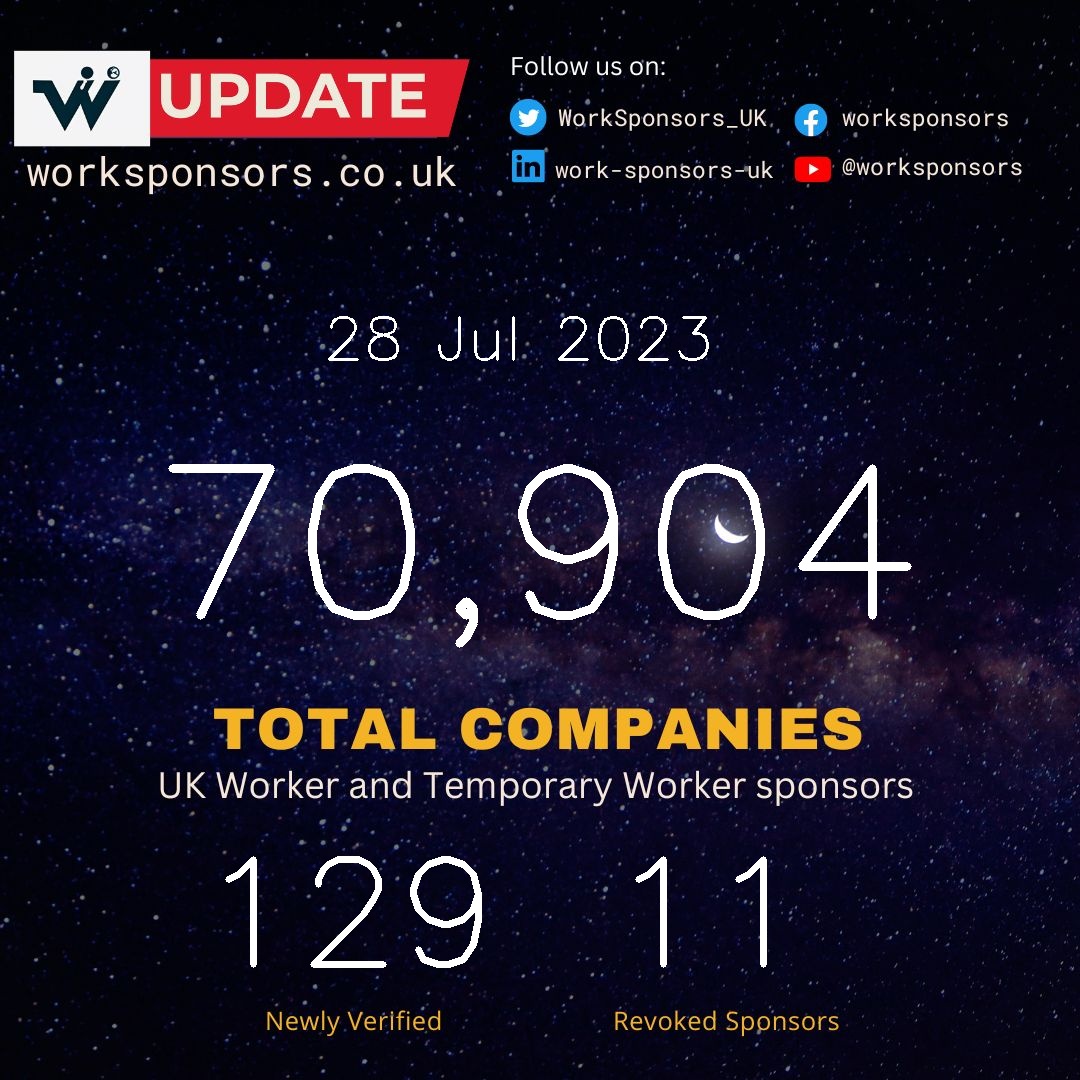 UPDATE
worksponsors.co.uk
Follow us on:
WorkSponsors_UK
worksponsors
work-sponsors-uk
@worksponsors
28 Jul 2023
70,904
TOTAL COMPANIES
UK Worker and Temporary Worker sponsors
129
11
Newly Verified
Revoked Sponsors